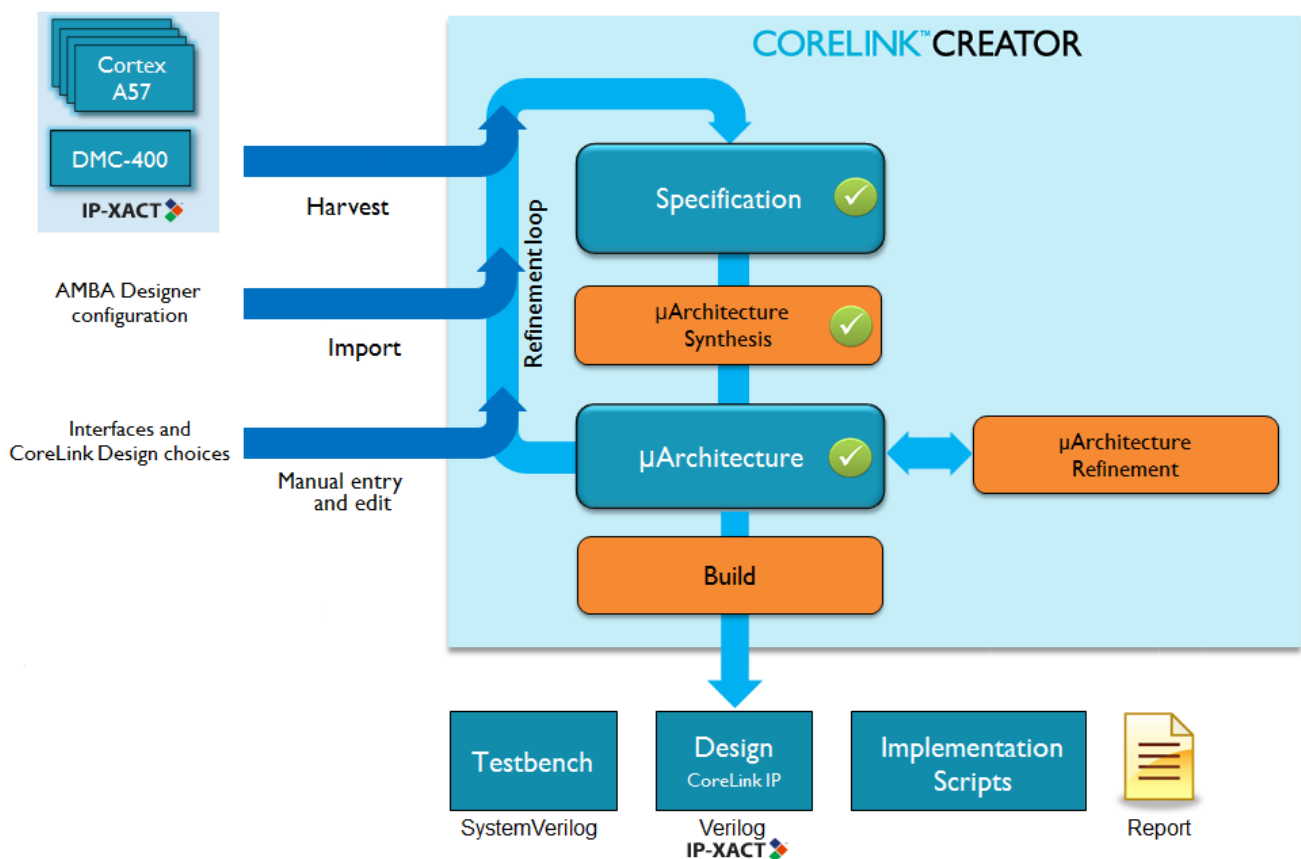 CORELINK™ CREATOR
Cortex
A57
DMC-400
IP-XACT
Harvest
AMBA Designer
configuration
Import
Interfaces and
CoreLink Design choices
Manual entry
and edit
Refinement loop
Specification
µArchitecture
Synthesis
µArchitecture
µArchitecture
Refinement
Build
Testbench
SystemVerilog
Design
CoreLink IP
Verilog
IP-XACT
Implementation
Scripts
Report